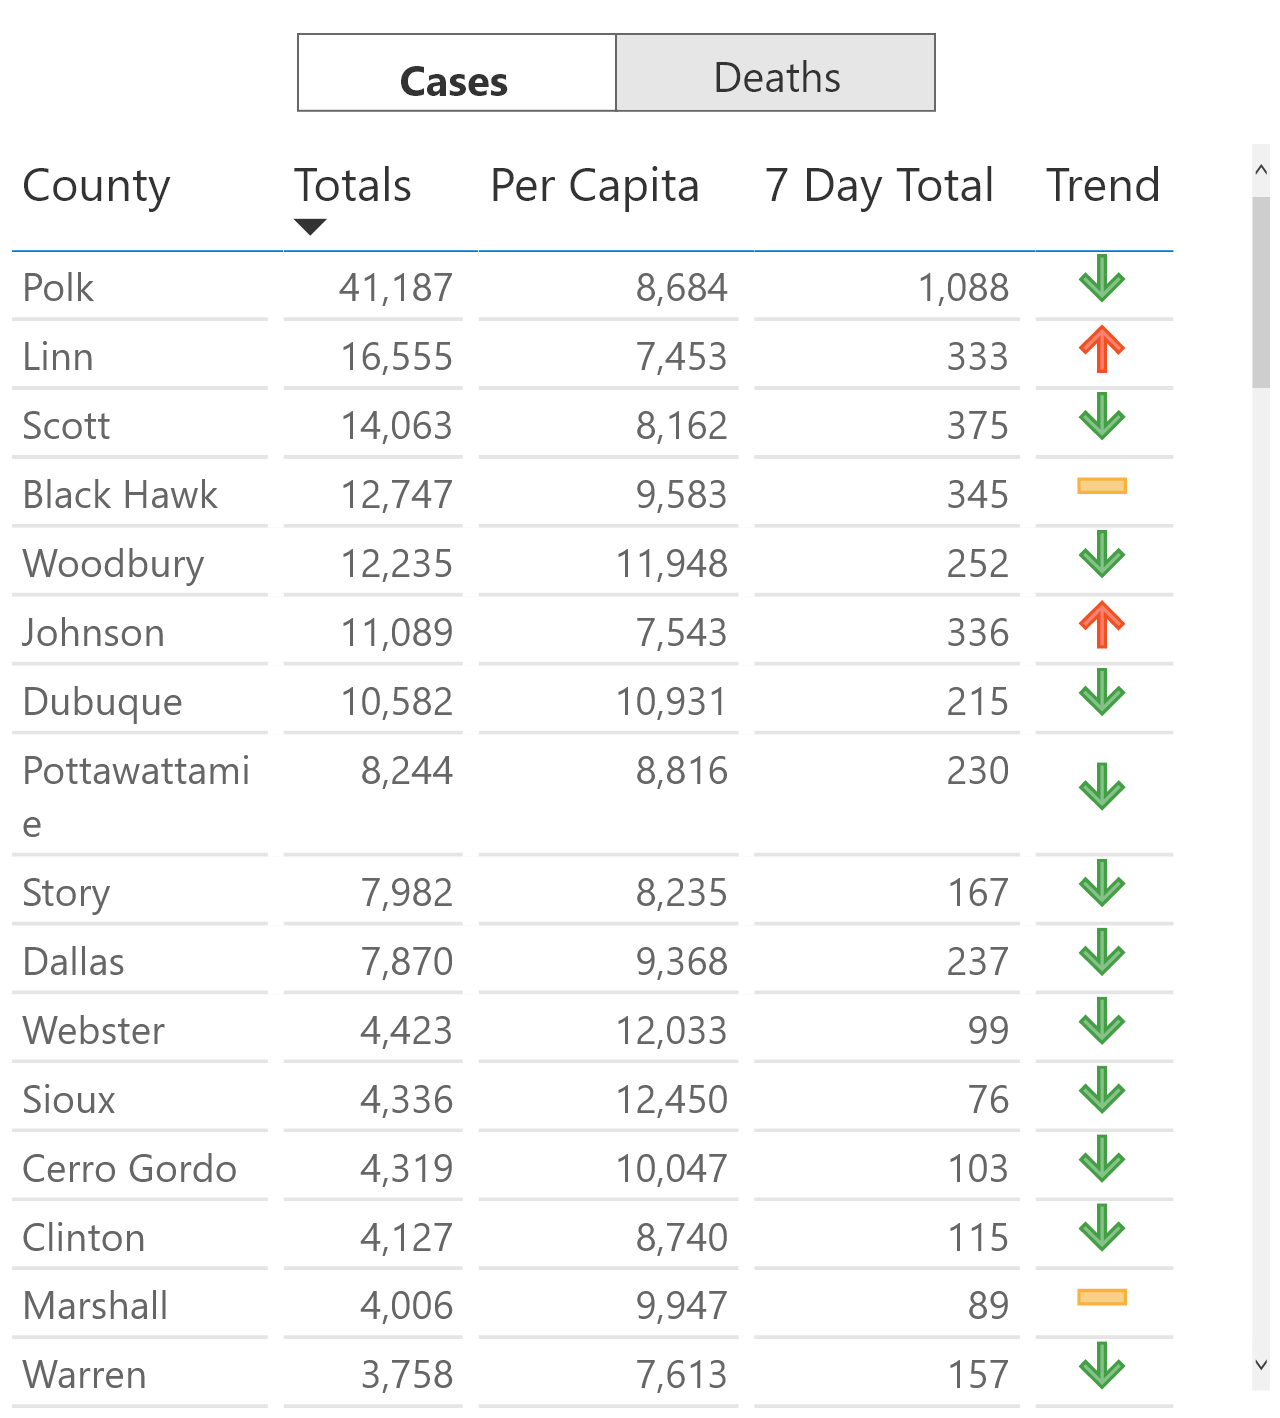 Cases Deaths
County Totals Per Capita 7 Day Total Trend
Polk 41,187 8,684 1,088
Linn 16,555 7,453 333
Scott 14,063 8,162 375
Black Hawk 12,747 9,583 345
Woodbury 12,235 11,948 252
Johnson 11,089 7,543 336
Dubuque 10,582 10,931 215
Pottawattami 8,244 8,816 230
e
Story 7,982 8,235 167
Dallas 7,870 9,368 237
Webster 4,423 12,033 99
Sioux 4,336 12,450 76
Cerro Gordo 4,319 10,047 103
Clinton 4,127 8,740 115
Marshall 4,006 9,947 89
Warren 3,758 7,613 157